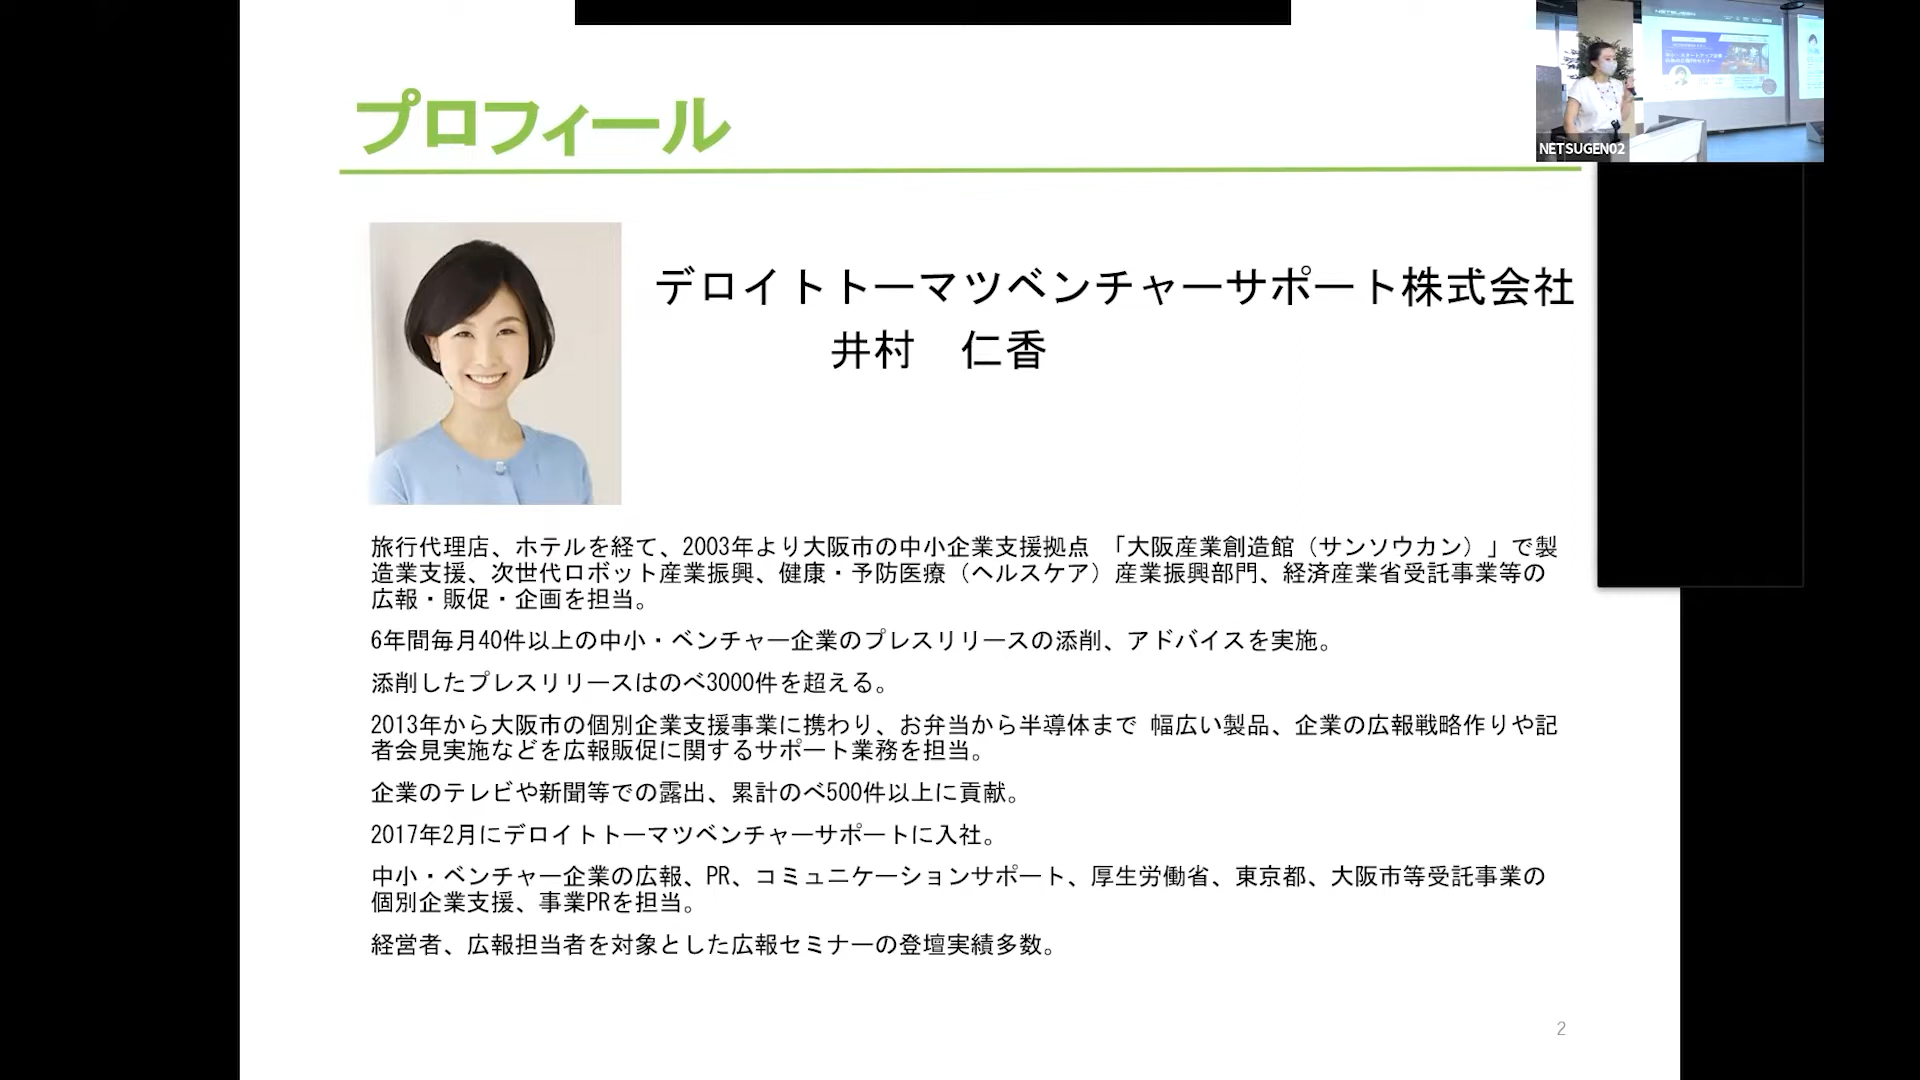 プロフィール
NETSUGEN02
デロイトトーマツベンチャーサポート株式会社
井村　仁香
旅行代理店、ホテルを経て、2003年より大阪市の中小企業支援拠点 「大阪産業創造館（サンソウカン）」で製
造業支援、次世代ロボット産業振興、健康・予防医療（ヘルスケア）産業振興部門、経済産業省受託事業等の
広報・販促・企画を担当。
6年間毎月40件以上の中小・ベンチャー企業のプレスリリースの添削、アドバイスを実施。
添削したプレスリリースはのべ3000件を超える。
2013年から大阪市の個別企業支援事業に携わり、お弁当から半導体まで 幅広い製品、企業の広報戦略作りや記
者会見実施などを広報販促に関するサポート業務を担当。
企業のテレビや新聞等での露出、累計のべ500件以上に貢献。
2017年2月にデロイトトーマツベンチャーサポートに入社。
中小・ベンチャー企業の広報、PR、コミュニケーションサポート、厚生労働省、東京都、大阪市等受託事業の
個別企業支援、事業PRを担当。
経営者、広報担当者を対象とした広報セミナーの登壇実績多数。
2